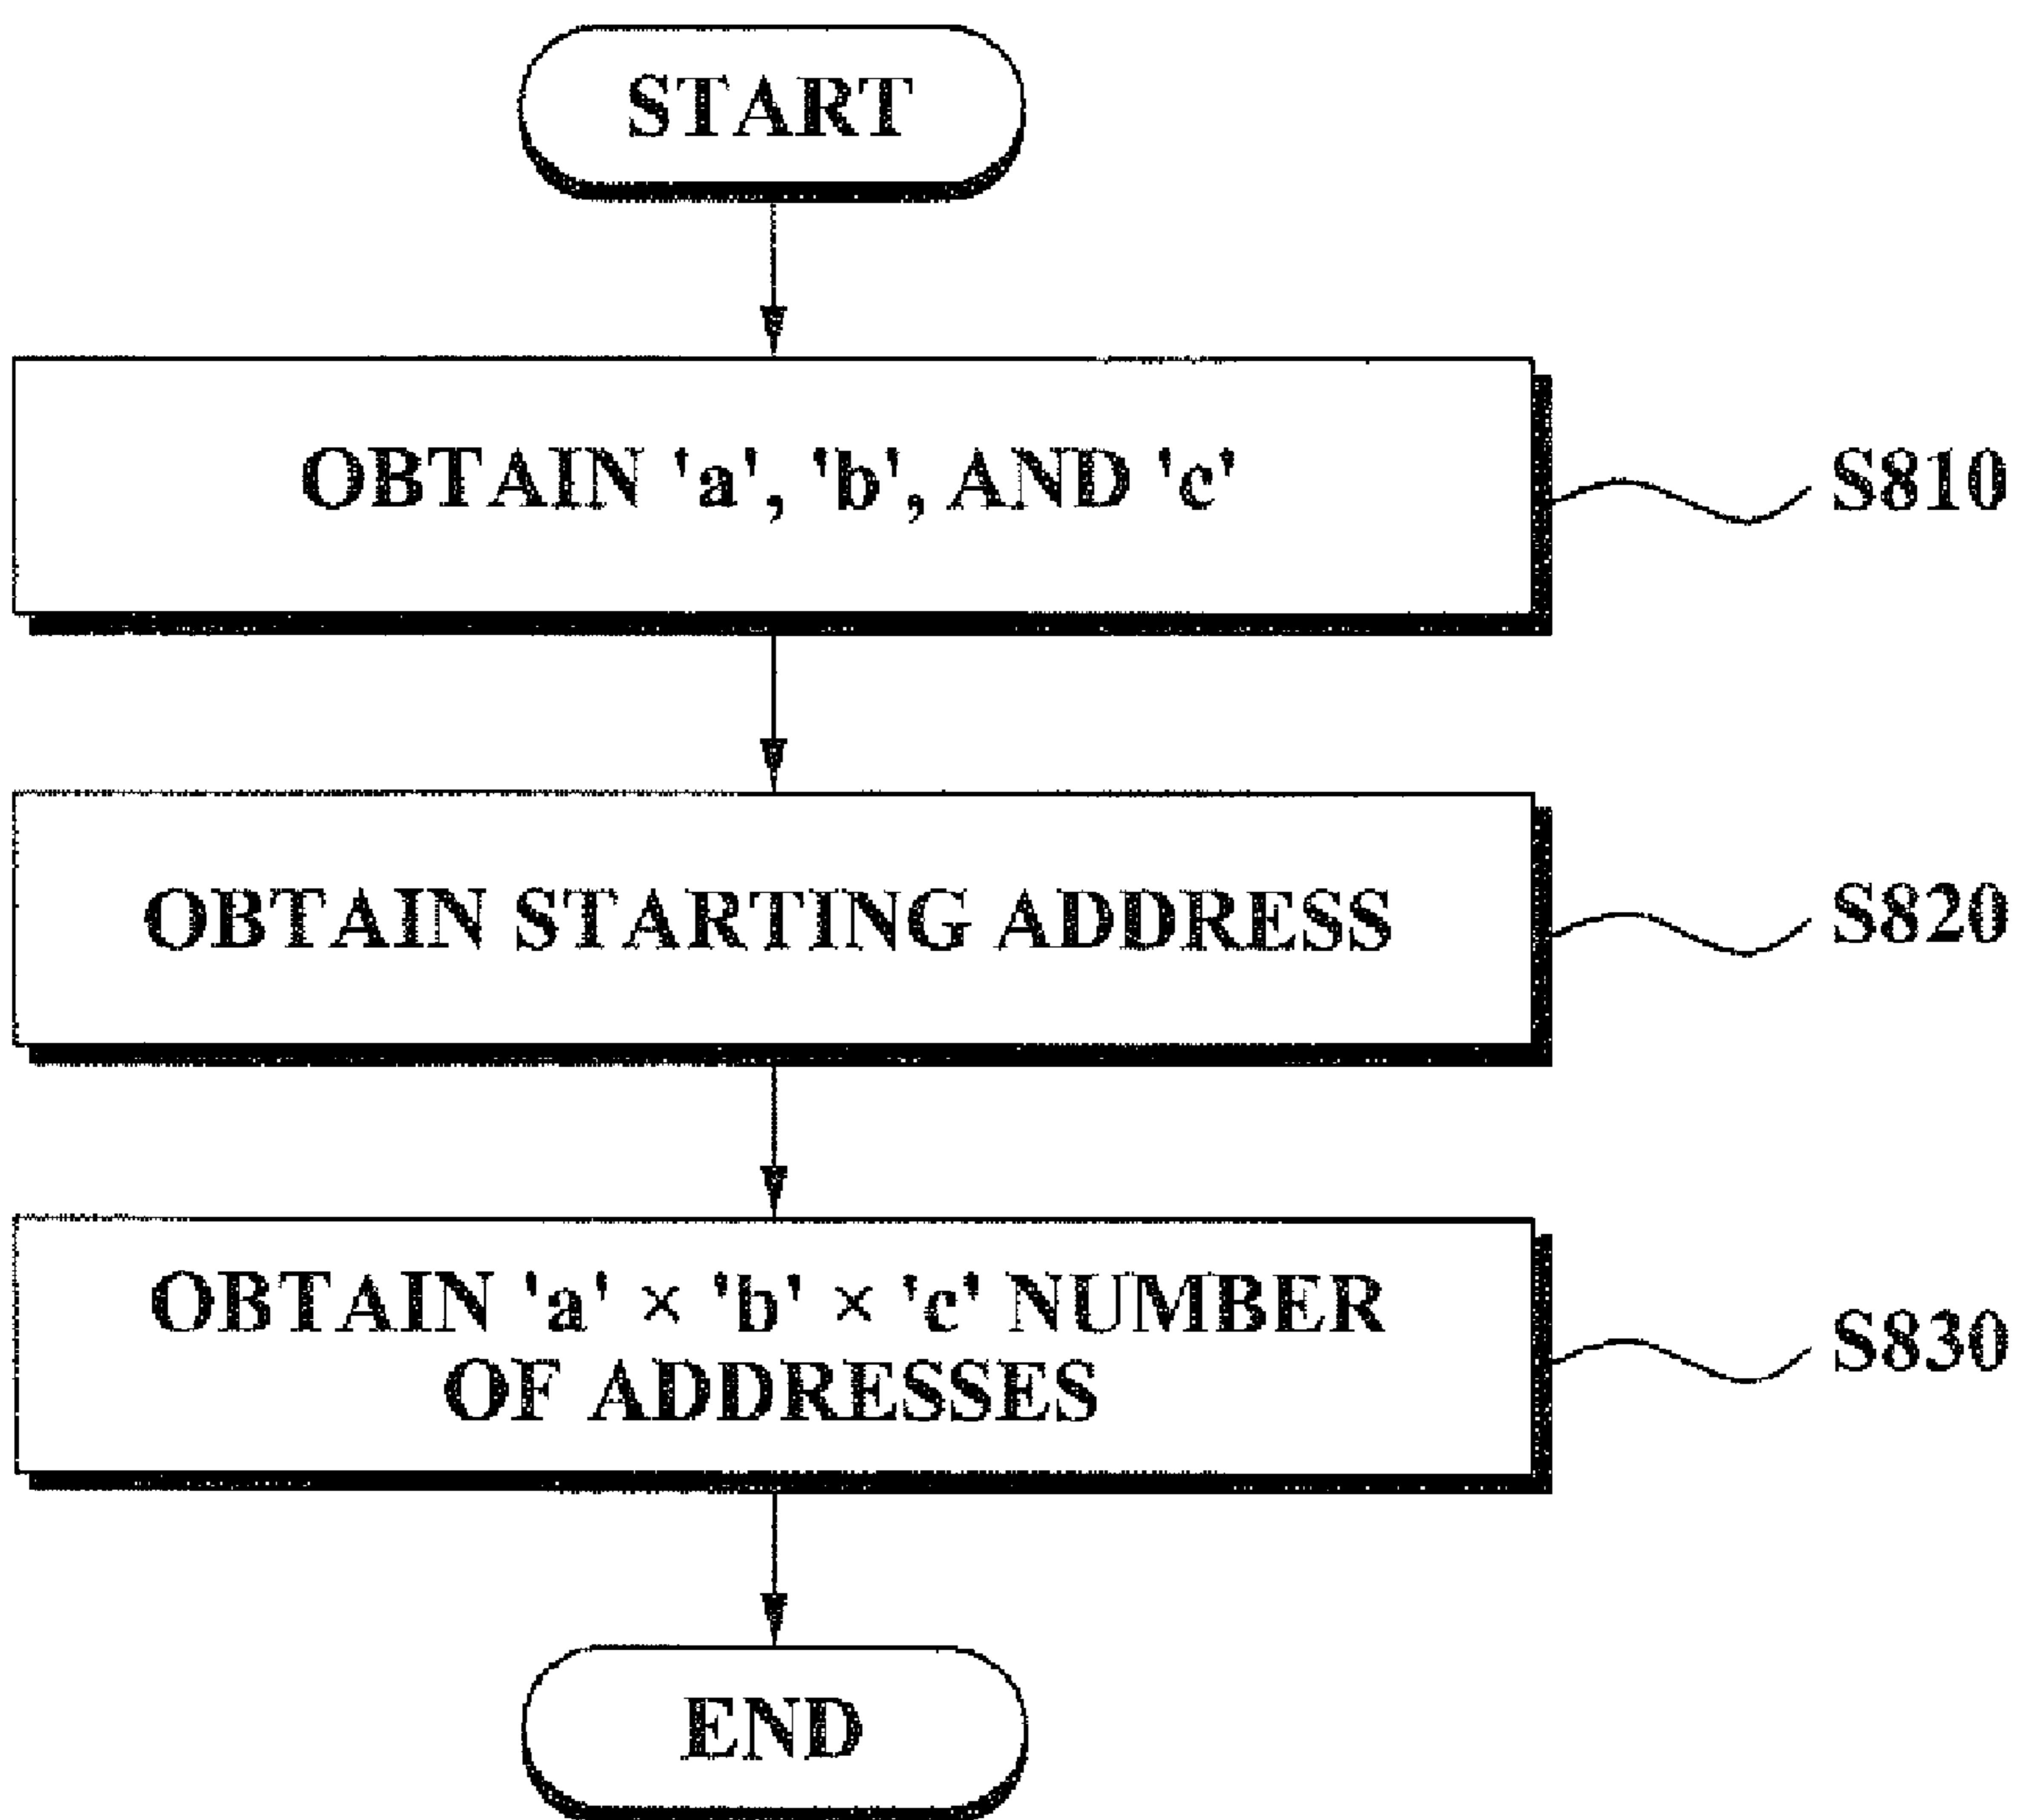 START
OBTAIN 'a', 'b', AND 'c'
S810
OBTAIN STARTING ADDRESS
S820
OBTAIN 'a' × 'b' × 'c' NUMBER
OF ADDRESSES
S830
END